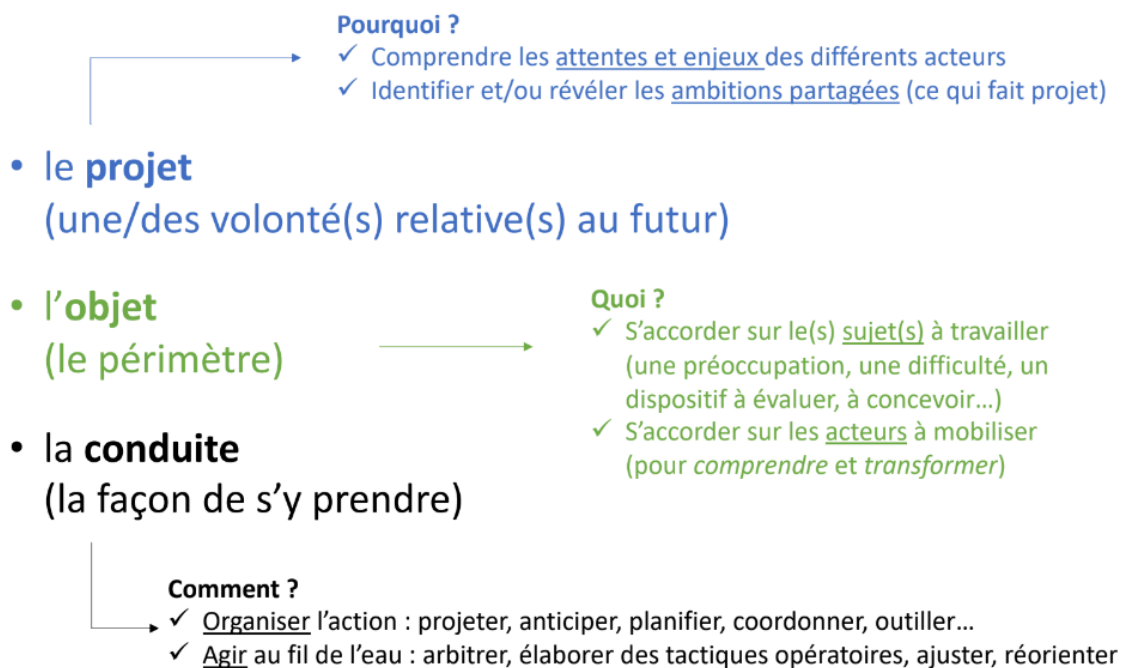 Pourquoi ?
✓ Comprendre les attentes et enjeux des différents acteurs
✓ Identifier et/ou révéler les ambitions partagées (ce qui fait projet)
• le projet
(une/des volonté(s) relative(s) au futur)
• l’objet
(le périmètre)
Quoi ?
✓ S’accorder sur le(s) sujet(s) à travailler
(une préoccupation, une difficulté, un
dispositif à évaluer, à concevoir…)
✓ S’accorder sur les acteurs à mobiliser
(pour comprendre et transformer)
• la conduite
(la façon de s’y prendre)
Comment ?
✓ Organiser l’action : projeter, anticiper, planifier, coordonner, outiller…
✓ Agir au fil de l’eau : arbitrer, élaborer des tactiques opératoires, ajuster, réorienter